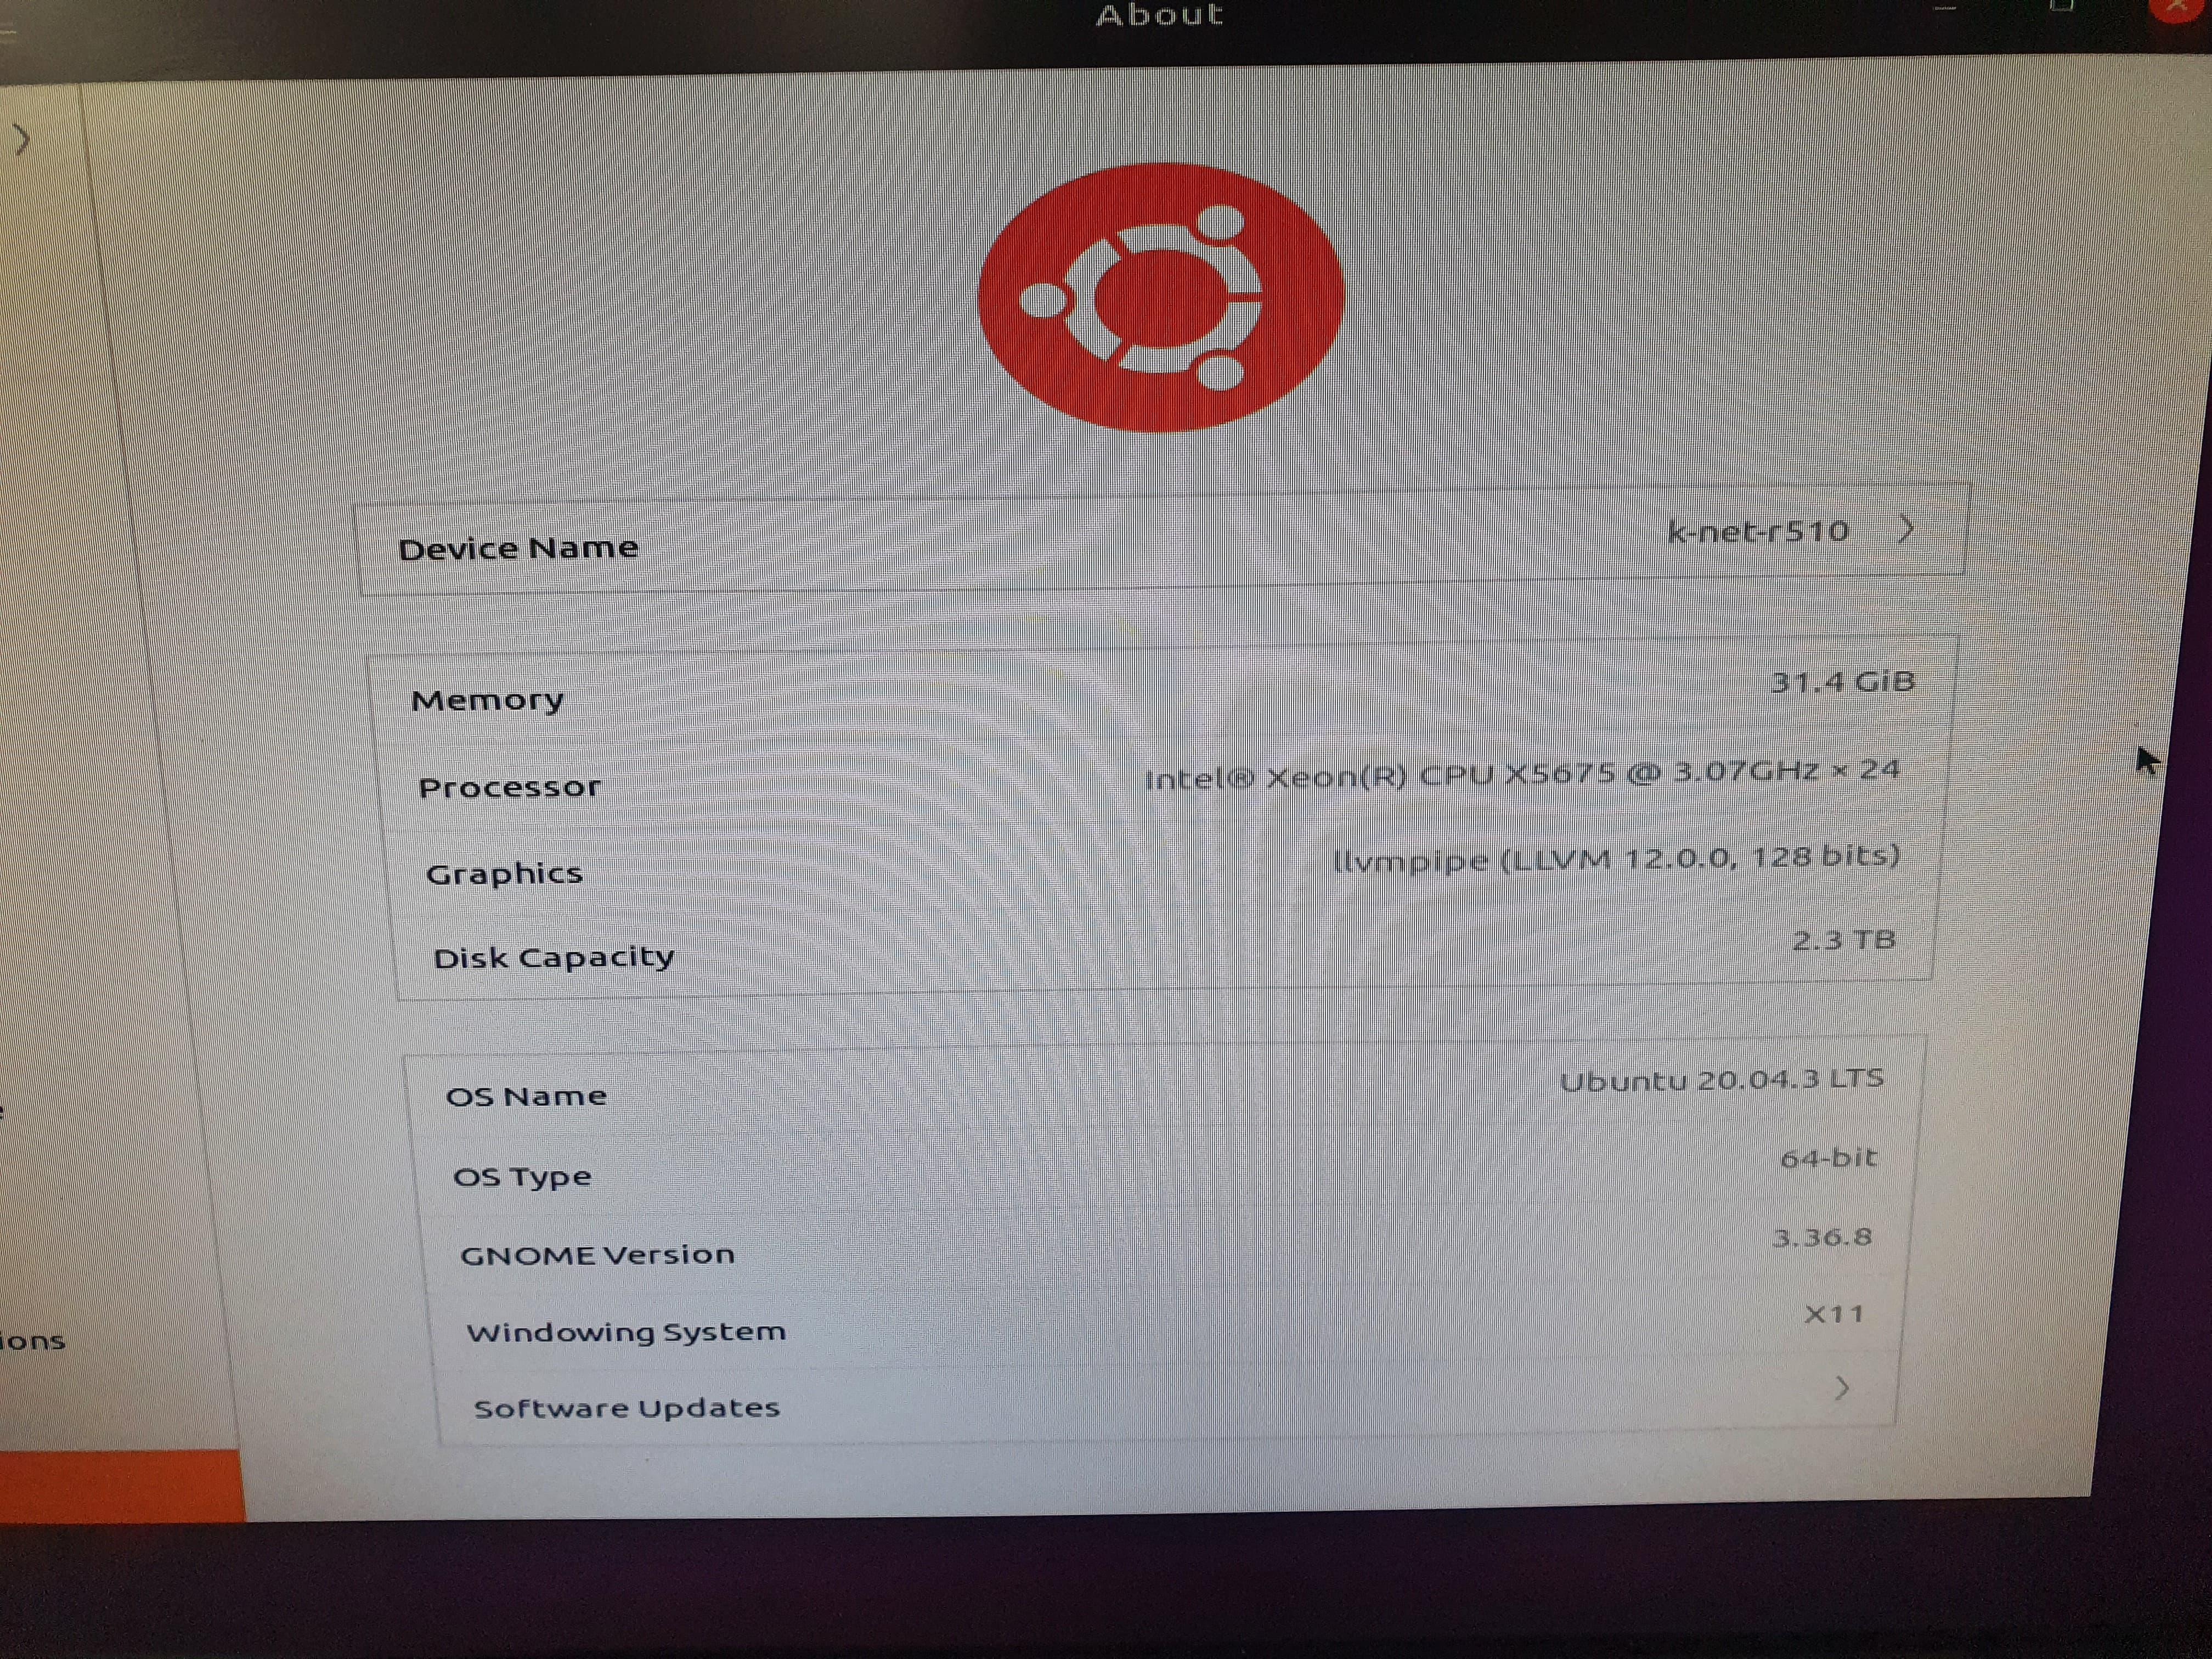 About
Device Name
k-net-r510
Memory
31.4 GiB
Processor
Intel® Xeon(R) CPU X5675 @ 3.07GHz × 24
Graphics
llvmpipe (LLVM 12.0.0, 128 bits)
Disk Capacity
2.3 TB
OS Name
Ubuntu 20.04.3 LTS
OS Type
64-bit
GNOME Version
3.36.8
Windowing System
X11
ions
Software Updates